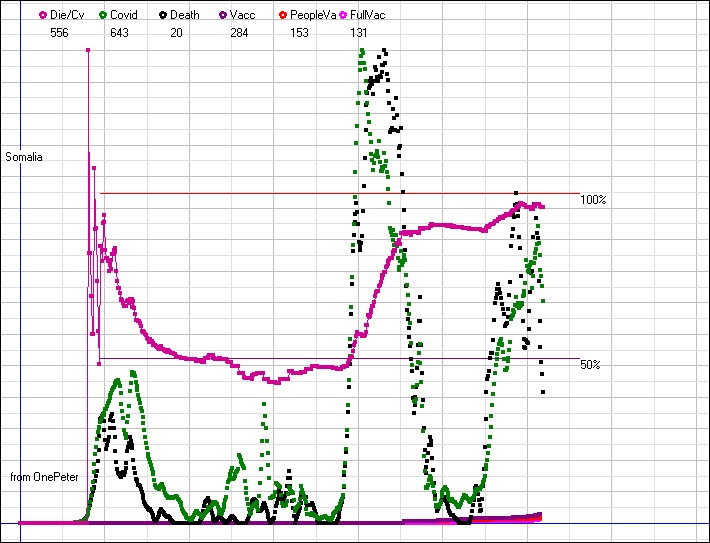 Die/Cv Covid Death Vacc PeopleVa FullVac
556 643 20 284 153 131
Somalia
100%
50%
from OnePeter